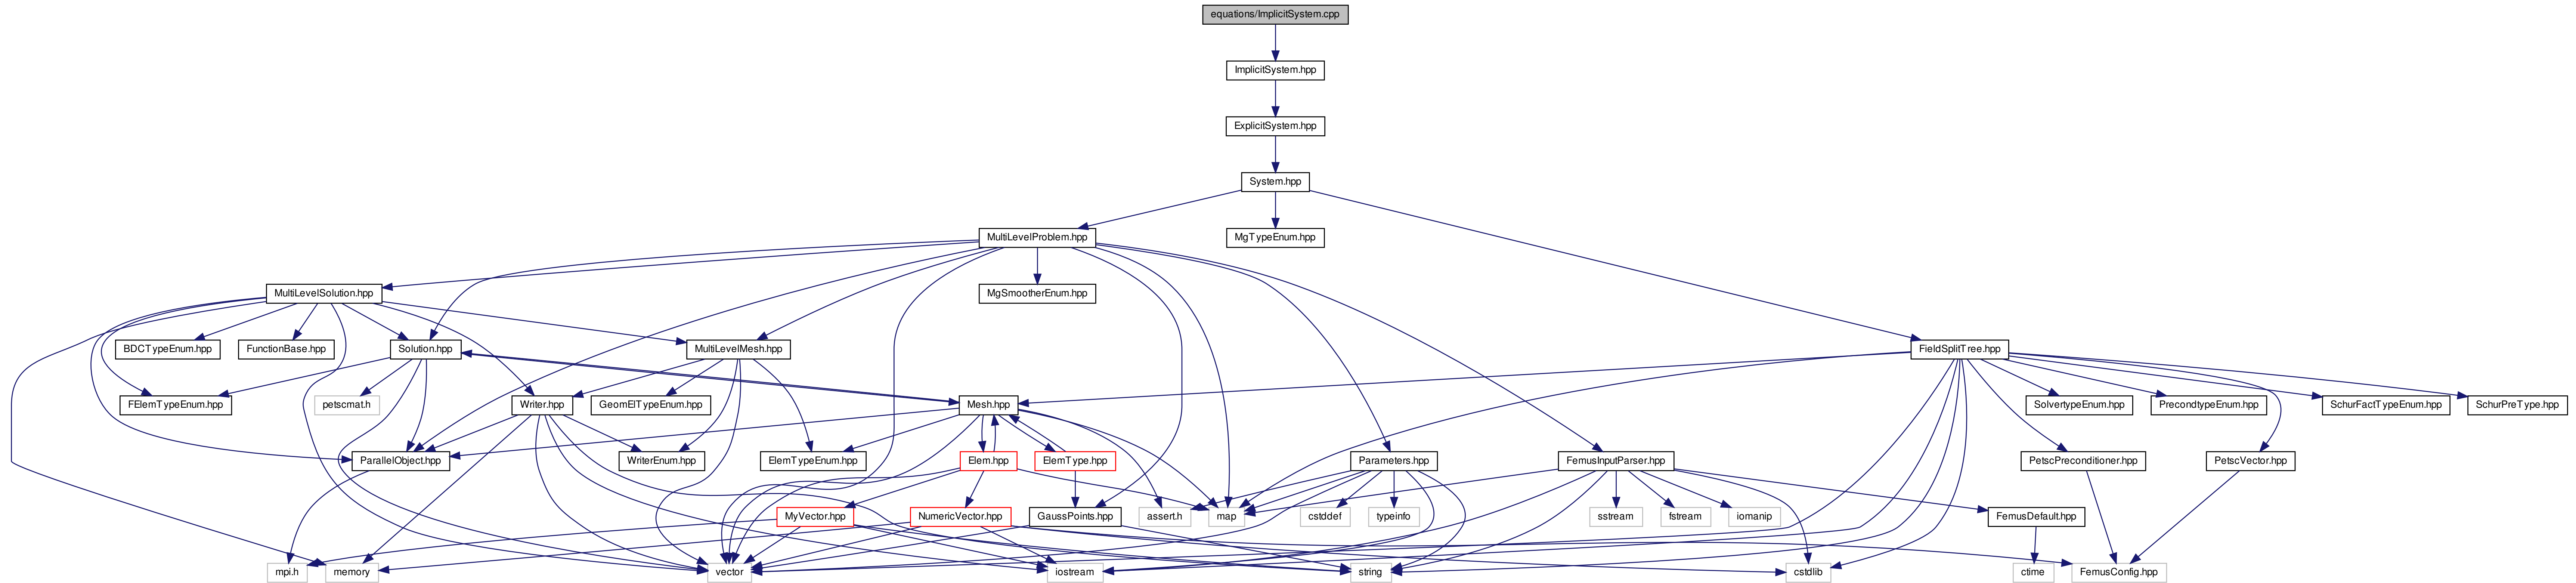 equations/ImplicitSystem.cpp
ImplicitSystem.hpp
ExplicitSystem.hpp
System.hpp
MultiLevelProblem.hpp
MgTypeEnum.hpp
MultiLevelSolution.hpp
MgSmootherEnum.hpp
BDCTypeEnum.hpp
FunctionBase.hpp
Solution.hpp
MultiLevelMesh.hpp
FieldSplitTree.hpp
FElemTypeEnum.hpp
petscmat.h
Writer.hpp
GeomElTypeEnum.hpp
Mesh.hpp
SolvertypeEnum.hpp
PrecondtypeEnum.hpp
SchurFactTypeEnum.hpp
SchurPreType.hpp
ParallelObject.hpp
WriterEnum.hpp
ElemTypeEnum.hpp
Elem.hpp
ElemType.hpp
Parameters.hpp
FemusInputParser.hpp
PetscPreconditioner.hpp
PetscVector.hpp
MyVector.hpp
NumericVector.hpp
GaussPoints.hpp
assert.h
map
cstddef
typeinfo
sstream
fstream
iomanip
FemusDefault.hpp
mpi.h
memory
vector
iostream
string
cstdlib
ctime
FemusConfig.hpp